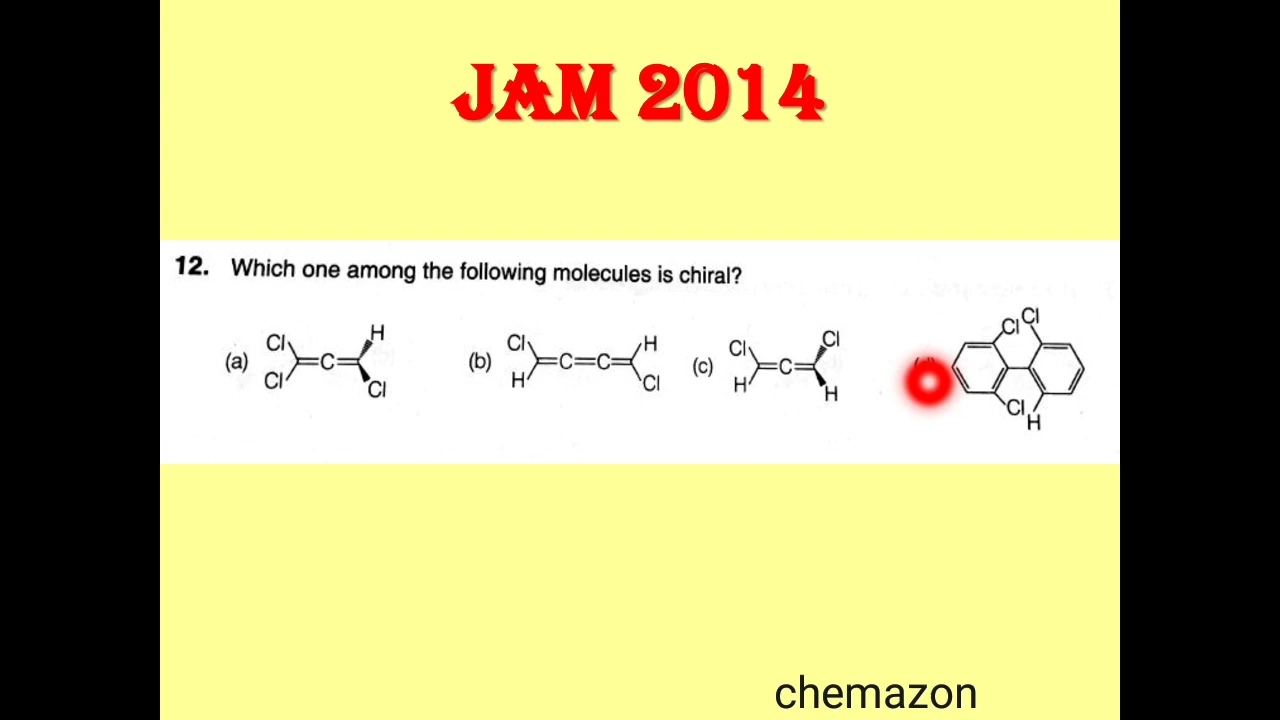 JAM 2014
12. Which one among the following molecules is chiral?
(a) Cl Cl C H Cl
(b) Cl H C C H Cl
(c) Cl H C Cl H
Cl Cl Cl H
chemazon